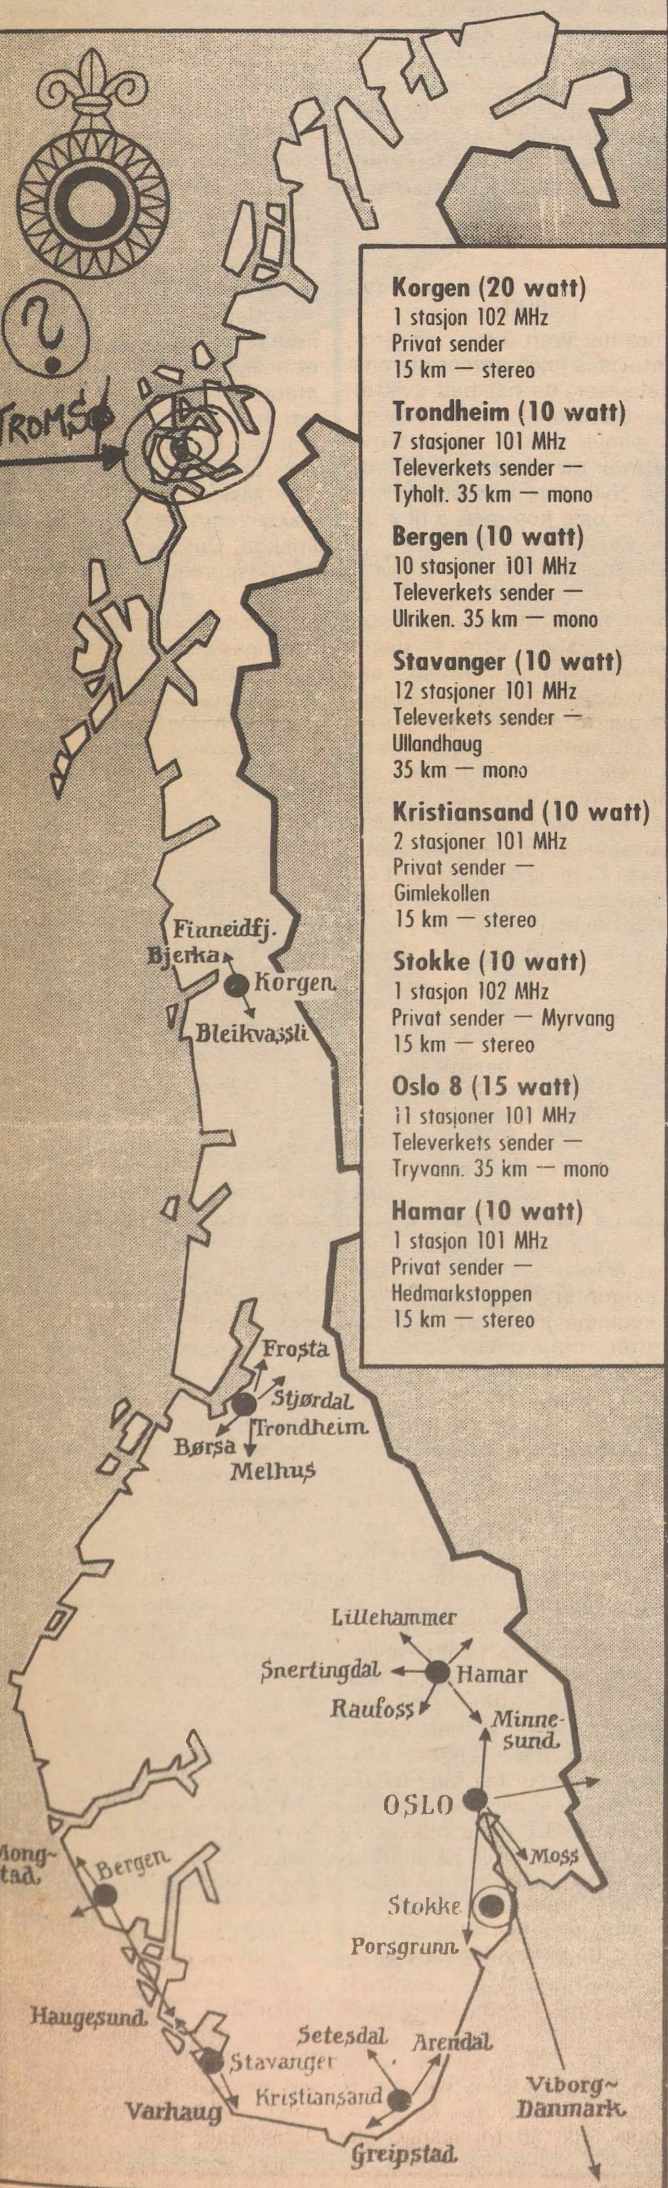 ?
TROMSØ
Korgen (20 watt)
1 stasjon 102 MHz
Privat sender
15 km — stereo
Trondheim (10 watt)
7 stasjoner 101 MHz
Televerkets sender —
Tyholt. 35 km — mono
Bergen (10 watt)
10 stasjoner 101 MHz
Televerkets sender —
Ulriken. 35 km — mono
Stavanger (10 watt)
12 stasjoner 101 MHz
Televerkets sender —
Ullandhaug
35 km — mono
Kristiansand (10 watt)
2 stasjoner 101 MHz
Privat sender —
Gimlekollen
15 km — stereo
Stokke (10 watt)
1 stasjon 102 MHz
Privat sender — Myrvang
15 km — stereo
Oslo 8 (15 watt)
11 stasjoner 101 MHz
Televerkets sender —
Tryvann. 35 km — mono
Hamar (10 watt)
1 stasjon 101 MHz
Privat sender —
Hedmarkstoppen
15 km — stereo
Finneidfj.
Bjerka
Korgen
Bleikvassli
Frosta
Stjørdal
Trondheim
Børsa
Melhus
Lillehammer
Snertingdal
Hamar
Raufoss
Minne-
sund
OSLO
Moss
Mong-
tad
Bergen
Stokke
Porsgrunn
Haugesund
Stavanger
Setesdal
Arendal
Varhaug
Kristiansand
Greipstad
Viborg-
Danmark